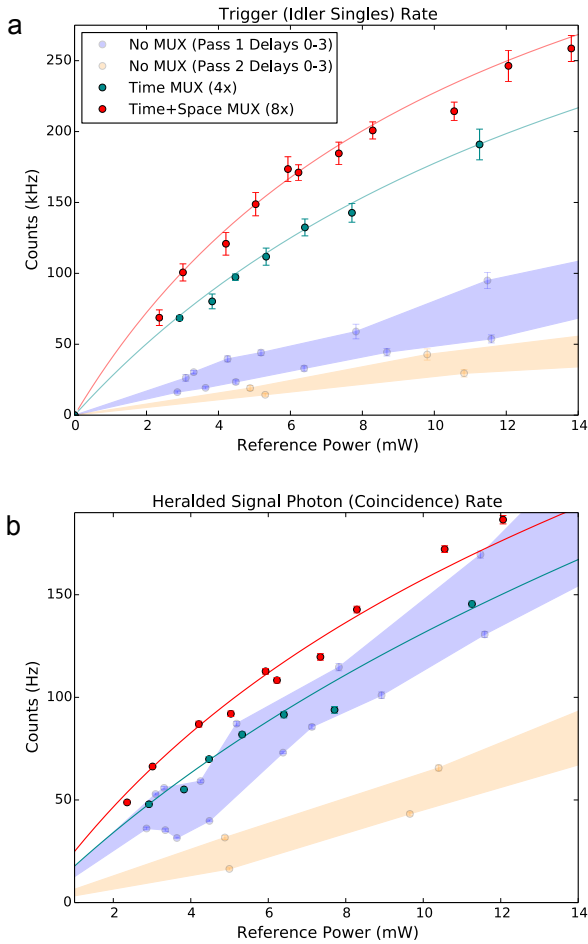 a
Trigger (Idler Singles) Rate
No MUX (Pass 1 Delays 0-3)
No MUX (Pass 2 Delays 0-3)
Time MUX (4x)
Time+Space MUX (8x)
250
200
150
100
50
0
Counts (kHz)
0 2 4 6 8 10 12 14
Reference Power (mW)
b
Heralded Signal Photon (Coincidence) Rate
150
100
50
0
Counts (Hz)
2 4 6 8 10 12 14
Reference Power (mW)